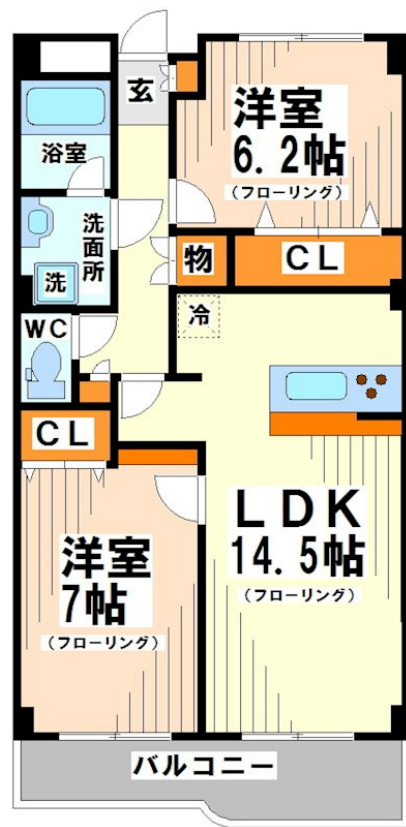 玄
洋室
6.2帖
(フローリング)
浴室
洗面所
洗
物
CL
WC
冷
CL
LDK
14.5帖
(フローリング)
洋室
7帖
(フローリング)
バルコニー